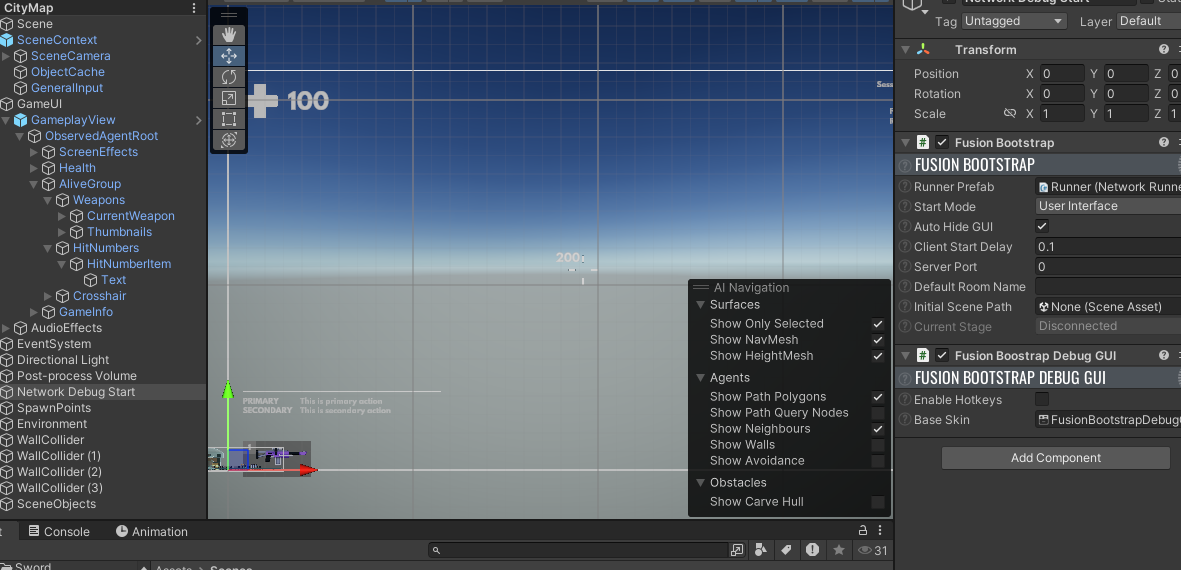 CityMap
Scene
SceneContext
SceneCamera
ObjectCache
GeneralInput
GameUI
GameplayView
ObservedAgentRoot
ScreenEffects
Health
AliveGroup
Weapons
CurrentWeapon
Thumbnails
HitNumbers
HitNumberItem
Text
Crosshair
GameInfo
AudioEffects
EventSystem
Directional Light
Post-process Volume
Network Debug Start
SpawnPoints
Environment
WallCollider
WallCollider (1)
WallCollider (2)
WallCollider (3)
SceneObjects
100
200
PRIMARY This is primary action
SECONDARY This is secondary action
AI Navigation
Surfaces
Show Only Selected
Show NavMesh
Show HeightMesh
Agents
Show Path Polygons
Show Path Query Nodes
Show Neighbours
Show Walls
Show Avoidance
Obstacles
Show Carve Hull
Network Debug Start
Tag Untagged Layer Default
Transform
Position X 0 Y 0 Z 0
Rotation X 0 Y 0 Z 0
Scale X 1 Y 1 Z 1
Fusion Bootstrap
FUSION BOOTSTRAP
Runner Prefab Runner (Network Runne
Start Mode User Interface
Auto Hide GUI
Client Start Delay 0.1
Server Port 0
Default Room Name
Initial Scene Path None (Scene Asset)
Current Stage Disconnected
Fusion Boostrap Debug GUI
FUSION BOOTSTRAP DEBUG GUI
Enable Hotkeys
Base Skin FusionBootstrapDebug
Add Component
Console Animation
31
Sword
Assets > Scenes